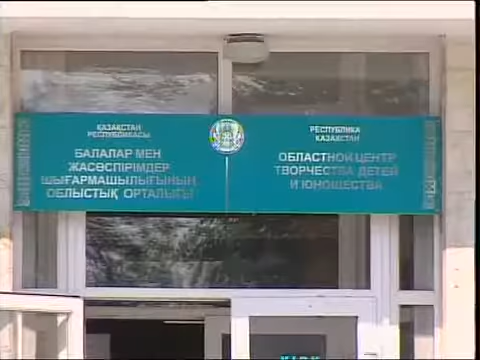 ҚАЗАҚСТАН
РЕСПУБЛИКАСЫ
БАЛАЛАР МЕН
ЖАСӨСПІРІМДЕР
ШЫҒАРМАШЫЛЫҒЫНЫҢ
ОБЛЫСТЫҚ ОРТАЛЫҒЫ
РЕСПУБЛИКА
КАЗАХСТАН
ОБЛАСТНОЙ ЦЕНТР
ТВОРЧЕСТВА ДЕТЕЙ
И ЮНОШЕСТВА